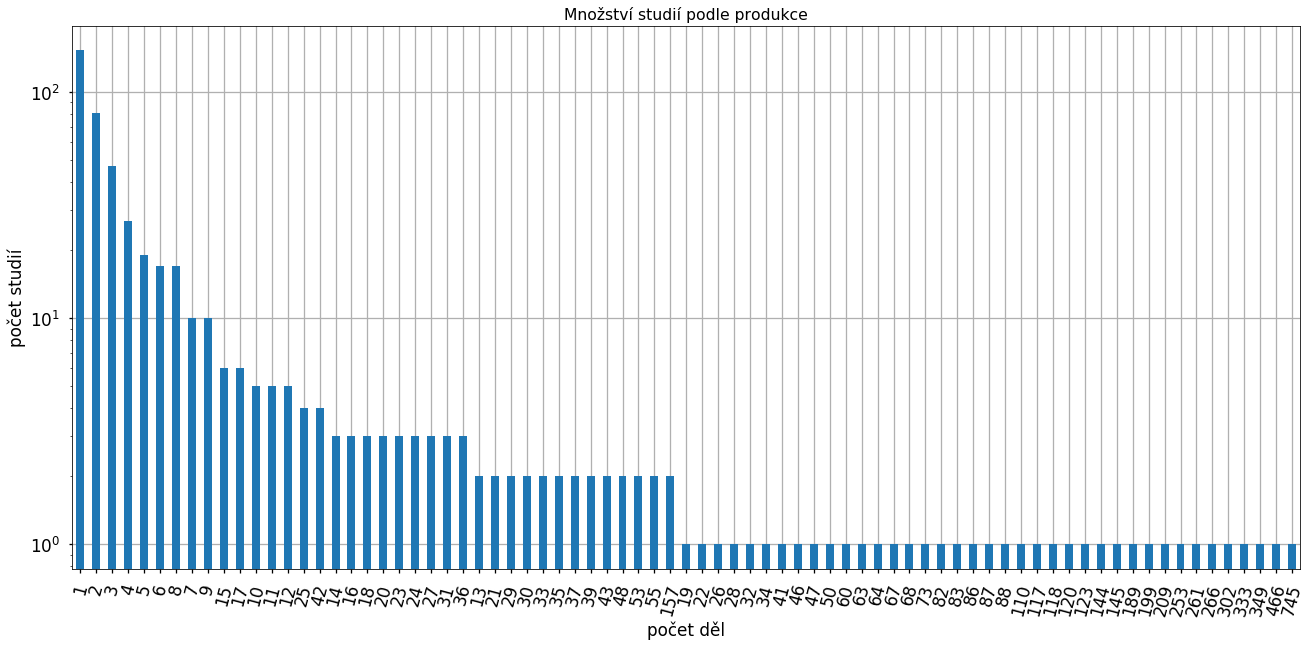 Množství studií podle produkce
počet studií
10²
10¹
10⁰
1 2 3 4 5 6 8 7 9 15 17 10 11 12 25 42 14 16 18 20 23 24 27 31 36 13 21 29 30 33 35 37 39 43 48 53 55 157 19 22 26 28 32 34 41 46 47 50 60 63 64 67 68 73 82 83 86 87 88 110 117 118 120 123 144 145 189 199 209 253 261 266 302 333 349 466 745
počet děl